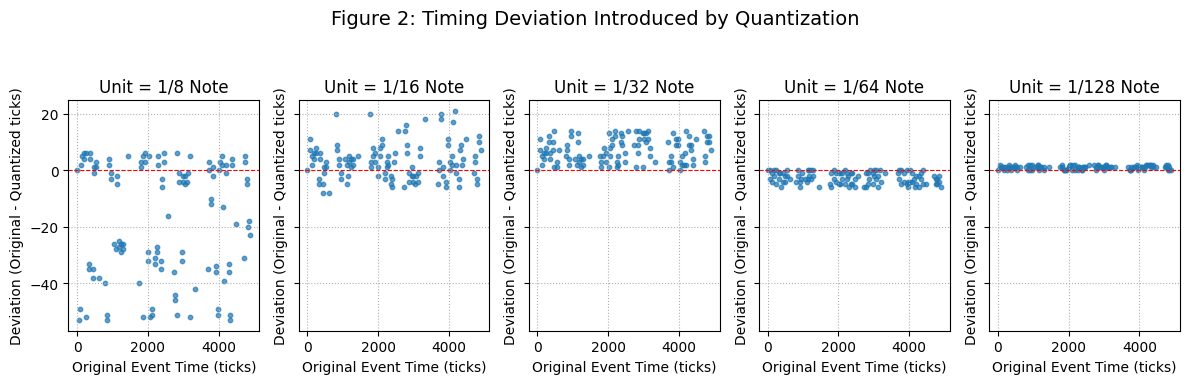 Figure 2: Timing Deviation Introduced by Quantization
Unit = 1/8 Note
Unit = 1/16 Note
Unit = 1/32 Note
Unit = 1/64 Note
Unit = 1/128 Note
Deviation (Original - Quantized ticks)
20
0
−20
−40
0 2000 4000
Original Event Time (ticks)
Deviation (Original - Quantized ticks)
0 2000 4000
Original Event Time (ticks)
Deviation (Original - Quantized ticks)
0 2000 4000
Original Event Time (ticks)
Deviation (Original - Quantized ticks)
0 2000 4000
Original Event Time (ticks)
Deviation (Original - Quantized ticks)
0 2000 4000
Original Event Time (ticks)